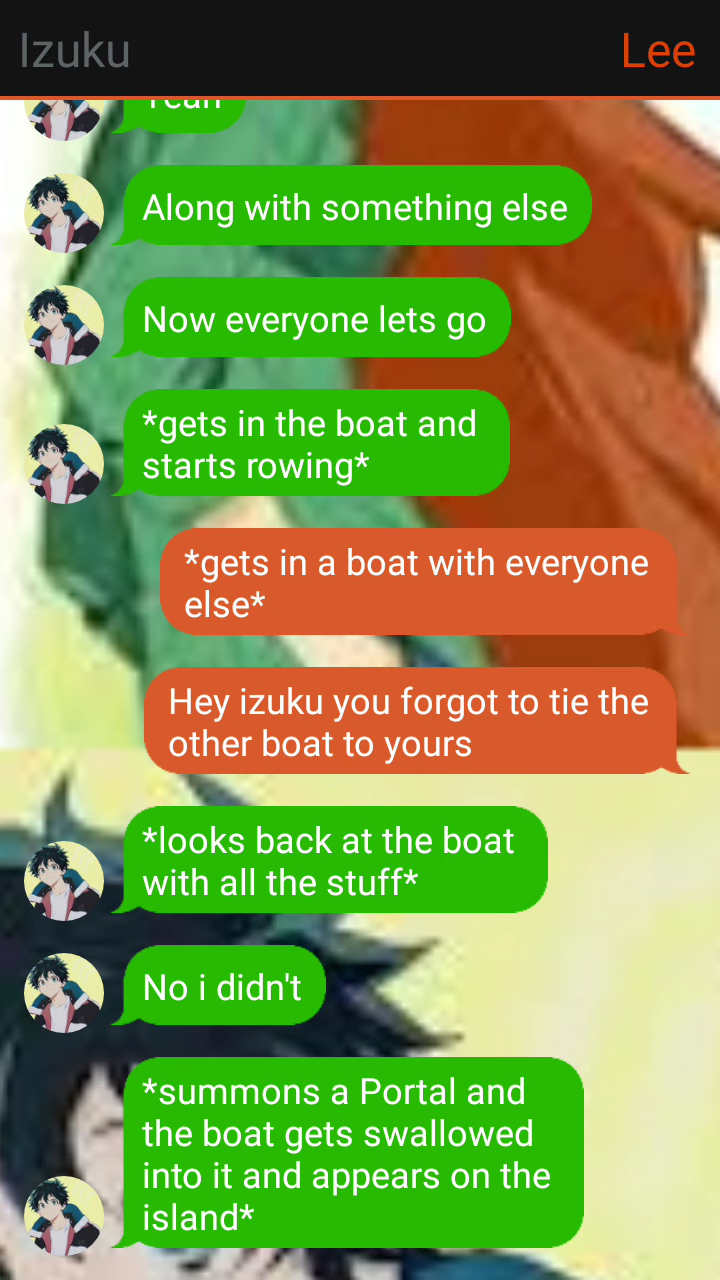 Izuku
Lee
Yeah
Along with something else
Now everyone lets go
*gets in the boat and
starts rowing*
*gets in a boat with everyone
else*
Hey izuku you forgot to tie the
other boat to yours
*looks back at the boat
with all the stuff*
No i didn't
*summons a Portal and
the boat gets swallowed
into it and appears on the
island*